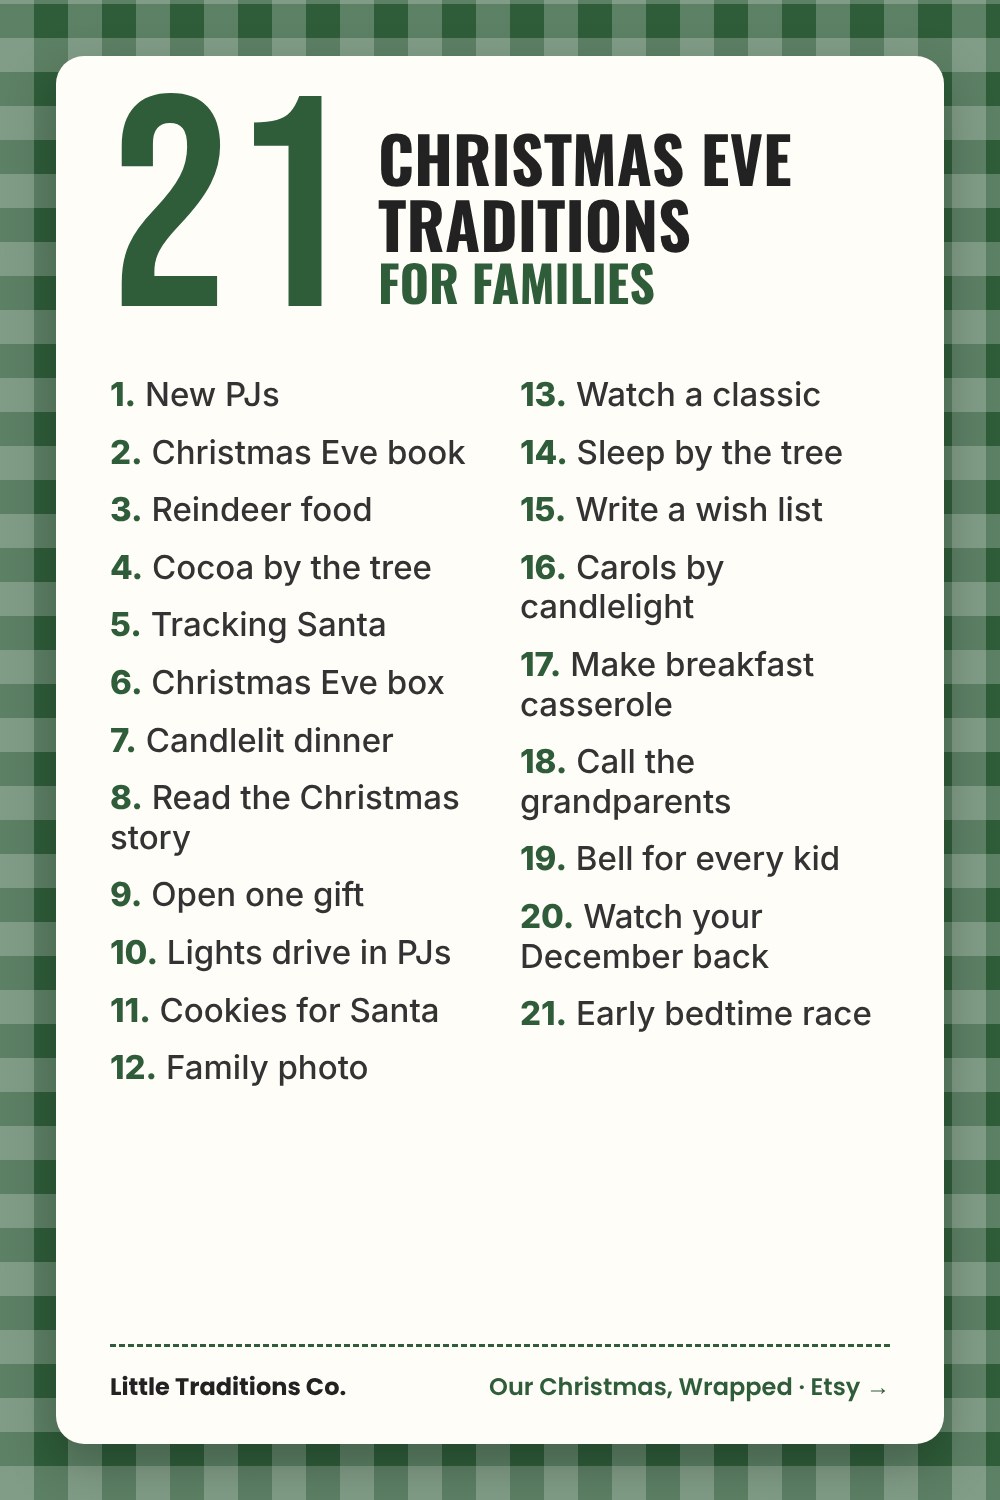 21
CHRISTMAS EVE
TRADITIONS
FOR FAMILIES
1. New PJs
2. Christmas Eve book
3. Reindeer food
4. Cocoa by the tree
5. Tracking Santa
6. Christmas Eve box
7. Candlelit dinner
8. Read the Christmas
story
9. Open one gift
10. Lights drive in PJs
11. Cookies for Santa
12. Family photo
13. Watch a classic
14. Sleep by the tree
15. Write a wish list
16. Carols by
candlelight
17. Make breakfast
casserole
18. Call the
grandparents
19. Bell for every kid
20. Watch your
December back
21. Early bedtime race
Little Traditions Co.
Our Christmas, Wrapped · Etsy →